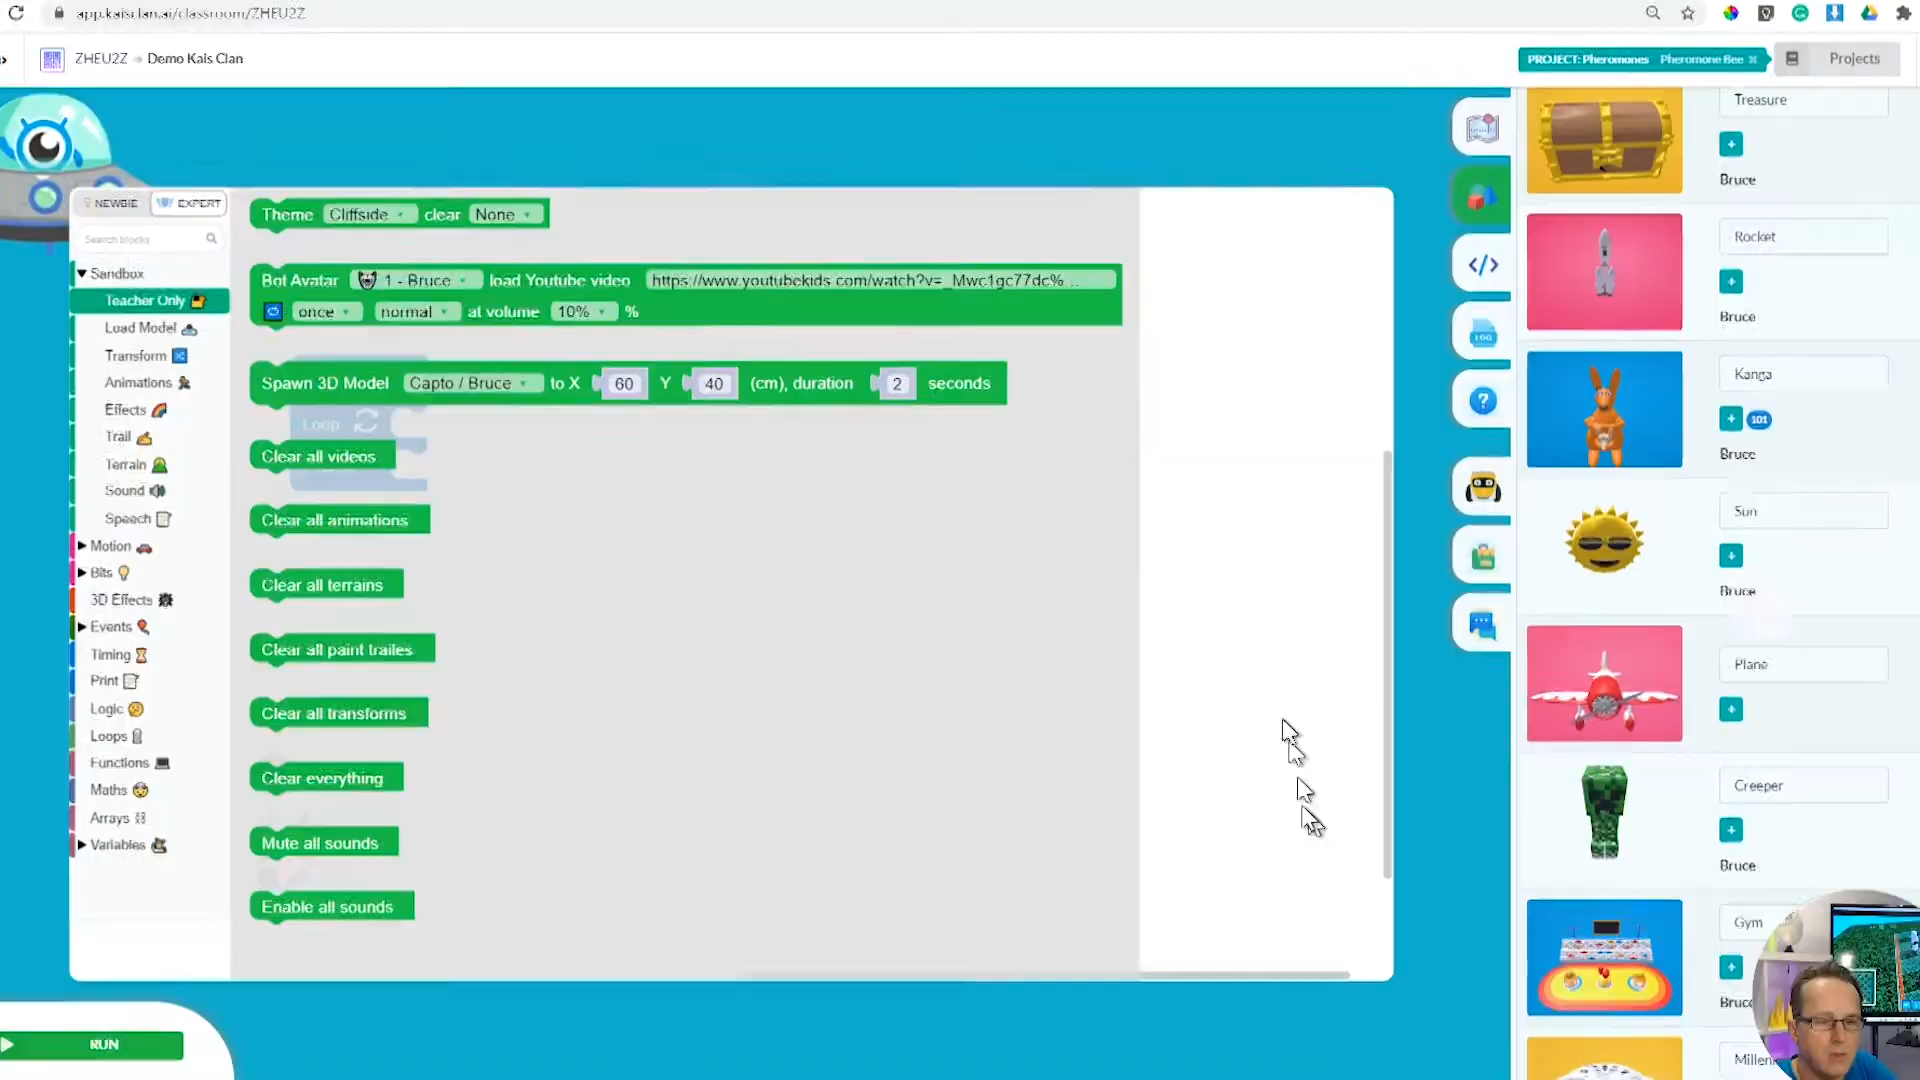 app.kaisclan.ai/classroom/ZHEU2Z
ZHEU2Z Demo Kais Clan
PROJECT: Pheromones Pheromone Bee
Projects
NEWBIE EXPERT
Search blocks
Sandbox
Teacher Only
Load Model
Transform
Animations
Effects
Trail
Terrain
Sound
Speech
Motion
Bits
3D Effects
Events
Timing
Print
Logic
Loops
Functions
Maths
Arrays
Variables
RUN
Theme Cliffside clear None
Bot Avatar 1 - Bruce load Youtube video https://www.youtubekids.com/watch?v=_Mwc1gc77dc%...
once normal at volume 10% %
Spawn 3D Model Capto / Bruce to X 60 Y 40 (cm), duration 2 seconds
Loop
Clear all videos
Clear all animations
Clear all terrains
Clear all paint trailes
Clear all transforms
Clear everything
Mute all sounds
Enable all sounds
LOG
Treasure
+
Bruce
Rocket
+
Bruce
Kanga
+ 101
Bruce
Sun
+
Bruce
Plane
+
Creeper
+
Bruce
Gym
+